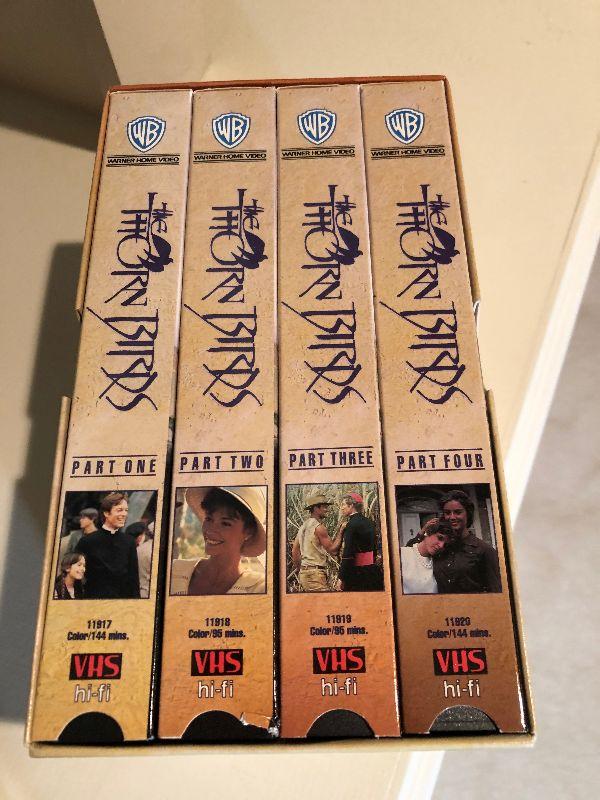 WB
WARNER HOME VIDEO
the
THORN BIRDS
PART ONE
11917
Color/144 mins.
VHS
hi-fi
WB
WARNER HOME VIDEO
the
THORN BIRDS
PART TWO
11918
Color/95 mins.
VHS
hi-fi
WB
WARNER HOME VIDEO
the
THORN BIRDS
PART THREE
11919
Color/95 mins.
VHS
hi-fi
WB
WARNER HOME VIDEO
the
THORN BIRDS
PART FOUR
11920
Color/144 mins.
VHS
hi-fi